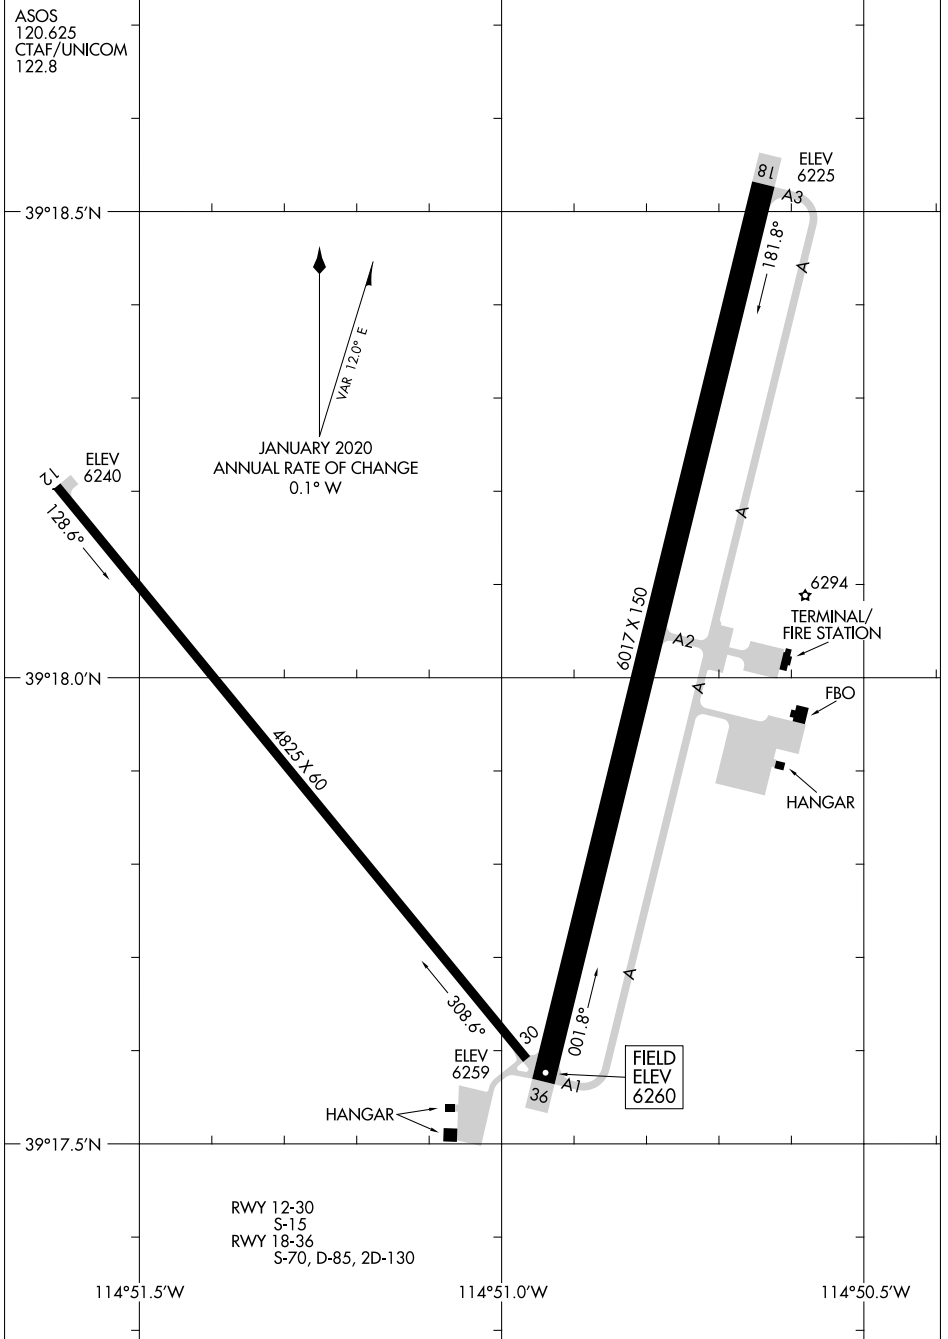 ASOS
120.625
CTAF/UNICOM
122.8
18
ELEV
6225
A3
39°18.5'N
181.8°
A
VAR 12.0° E
JANUARY 2020
ANNUAL RATE OF CHANGE
0.1° W
12
ELEV
6240
128.6°
A
6017 X 150
6294
TERMINAL/
FIRE STATION
A2
39°18.0'N
A
FBO
4825 X 60
HANGAR
A
308.6°
30
001.8°
ELEV
6259
FIELD
ELEV
6260
A1
36
HANGAR
39°17.5'N
RWY 12-30
S-15
RWY 18-36
S-70, D-85, 2D-130
114°51.5'W
114°51.0'W
114°50.5'W